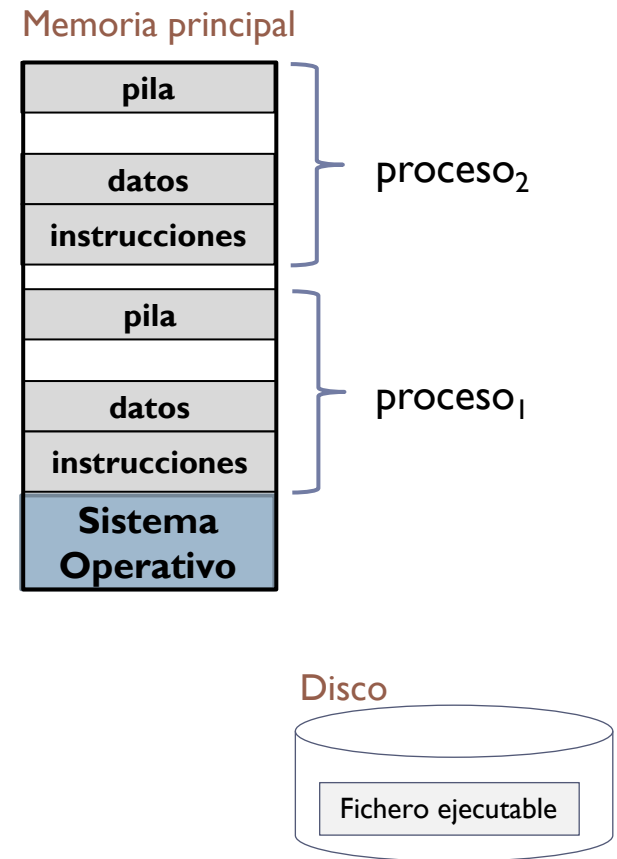 Memoria principal
pila
datos
instrucciones
proceso₂
pila
datos
instrucciones
proceso₁
Sistema
Operativo
Disco
Fichero ejecutable